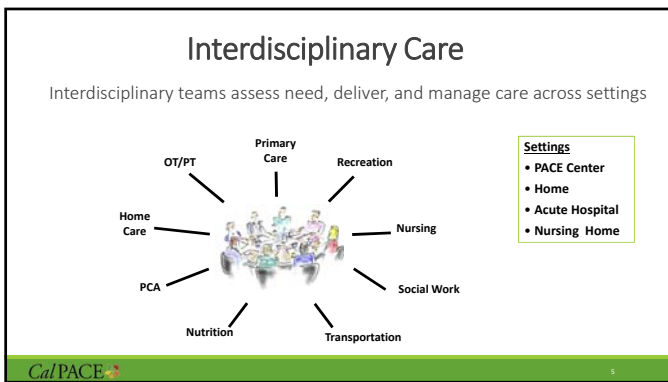 Interdisciplinary Care
Interdisciplinary teams assess need, deliver, and manage care across settings
Primary
Care
OT/PT
Recreation
Home
Care
Nursing
PCA
Social Work
Nutrition
Transportation
Settings
• PACE Center
• Home
• Acute Hospital
• Nursing Home
CalPACE
5